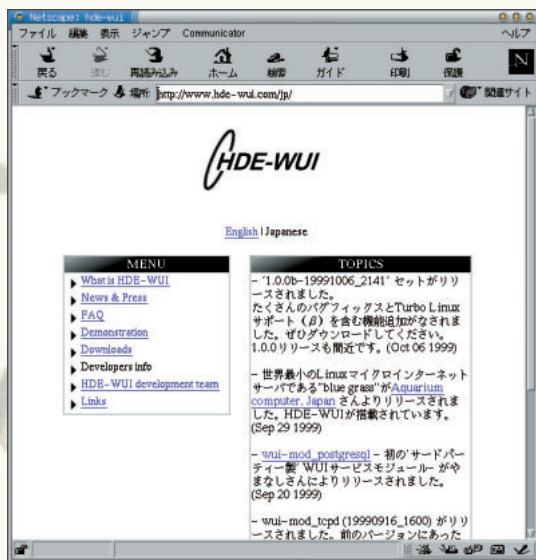 Netscape: hde-wui
ファイル 編集 表示 ジャンプ Communicator ヘルプ
戻る 進む 再読み込み ホーム 検索 ガイド 印刷 保護 N
ブックマーク 場所: http://www.hde-wui.com/jp/ 関連サイト
HDE-WUI
English | Japanese
MENU
What is HDE-WUI
News & Press
FAQ
Demonstration
Downloads
Developers info
HDE-WUI development team
Links
TOPICS
- '1.0.0b-19991006_2141' セットがリリ
ースされました。
たくさんのバグフィックスとTurbo Linux
サポート (β) を含む機能追加がなされま
した。ぜひダウンロードしてください。
1.0.0リリースも間近です。(Oct 06 1999)
- 世界最小のLinuxマイクロインターネット
サーバである"blue grass"がAquarium
computer, Japan さんよりリリースされま
した。HDE-WUIが搭載されています。
(Sep 29 1999)
- wui-mod_postgresql - 初の'サードパー
ティー製' WUIサービスモジュール- がや
まなしさんによりリリースされました。
(Sep 20 1999)
- wui-mod_tcpd (19990916_1600) がリリ
ースされました。前のバージョンにあった